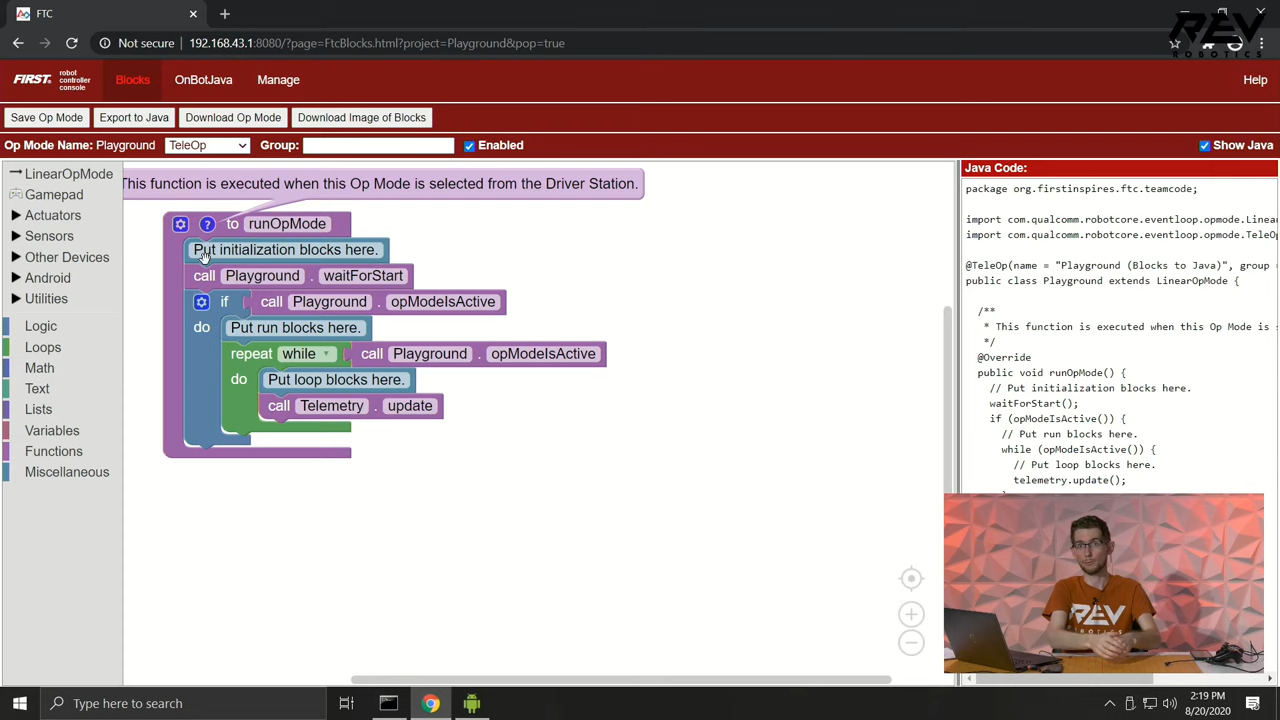 FTC
REV
ROBOTICS
Not secure
192.168.43.1:8080/?page=FtcBlocks.html?project=Playground&pop=true
FIRST. robot controller console
Blocks
OnBotJava
Manage
Help
Save Op Mode
Export to Java
Download Op Mode
Download Image of Blocks
Op Mode Name: Playground
TeleOp
Group:
Enabled
Show Java
LinearOpMode
Gamepad
Actuators
Sensors
Other Devices
Android
Utilities
Logic
Loops
Math
Text
Lists
Variables
Functions
Miscellaneous
This function is executed when this Op Mode is selected from the Driver Station.
? to runOpMode
Put initialization blocks here.
call Playground . waitForStart
if call Playground . opModeIsActive
do Put run blocks here.
repeat while call Playground . opModeIsActive
do Put loop blocks here.
call Telemetry . update
Java Code:
package org.firstinspires.ftc.teamcode;
import com.qualcomm.robotcore.eventloop.opmode.Linea
import com.qualcomm.robotcore.eventloop.opmode.TeleO
@TeleOp(name = "Playground (Blocks to Java)", group =
public class Playground extends LinearOpMode {
/**
* This function is executed when this Op Mode is
*/
@Override
public void runOpMode() {
// Put initialization blocks here.
waitForStart();
if (opModeIsActive()) {
// Put run blocks here.
while (opModeIsActive()) {
// Put loop blocks here.
telemetry.update();
REV
ROBOTICS
Type here to search
2:19 PM
8/20/2020